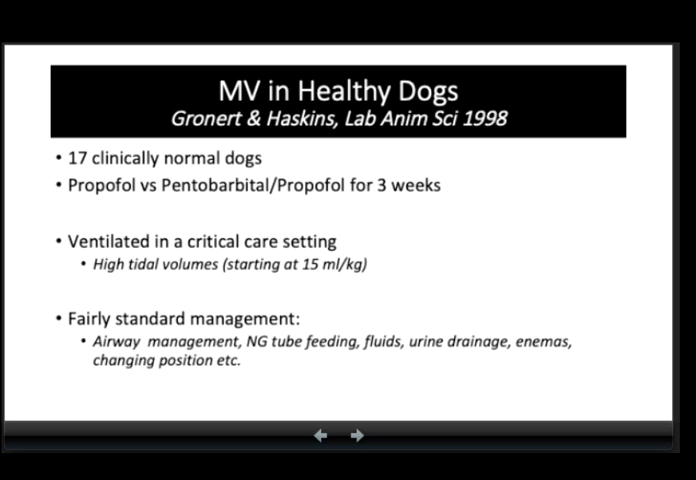 MV in Healthy Dogs
Gronert & Haskins, Lab Anim Sci 1998
• 17 clinically normal dogs
• Propofol vs Pentobarbital/Propofol for 3 weeks
• Ventilated in a critical care setting
• High tidal volumes (starting at 15 ml/kg)
• Fairly standard management:
• Airway management, NG tube feeding, fluids, urine drainage, enemas,
changing position etc.